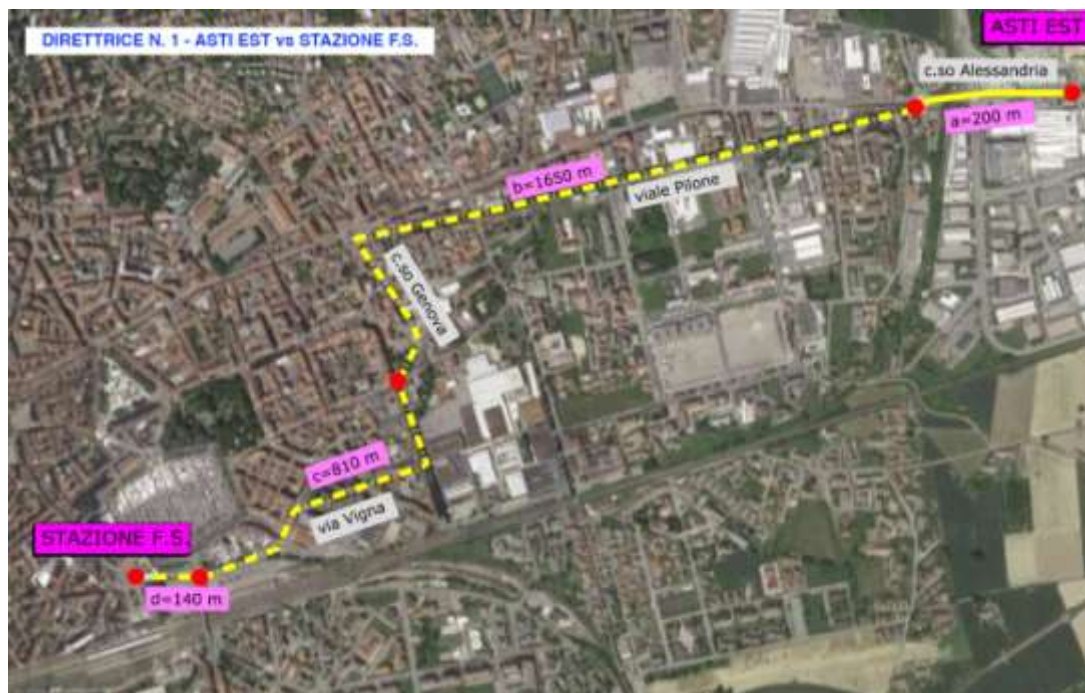 DIRETTRICE N. 1 - ASTI EST vs STAZIONE F.S.
ASTI EST
c.so Alessandria
a=200 m
b=1650 m
viale Pilone
c.so Genova
c=810 m
via Vigna
STAZIONE F.S.
d=140 m